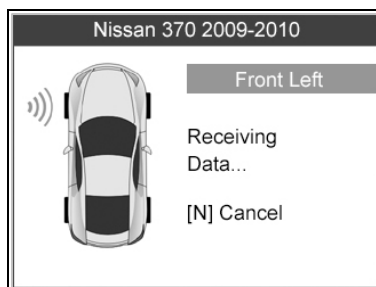 Nissan 370 2009-2010
Front Left
Receiving
Data...
[N] Cancel